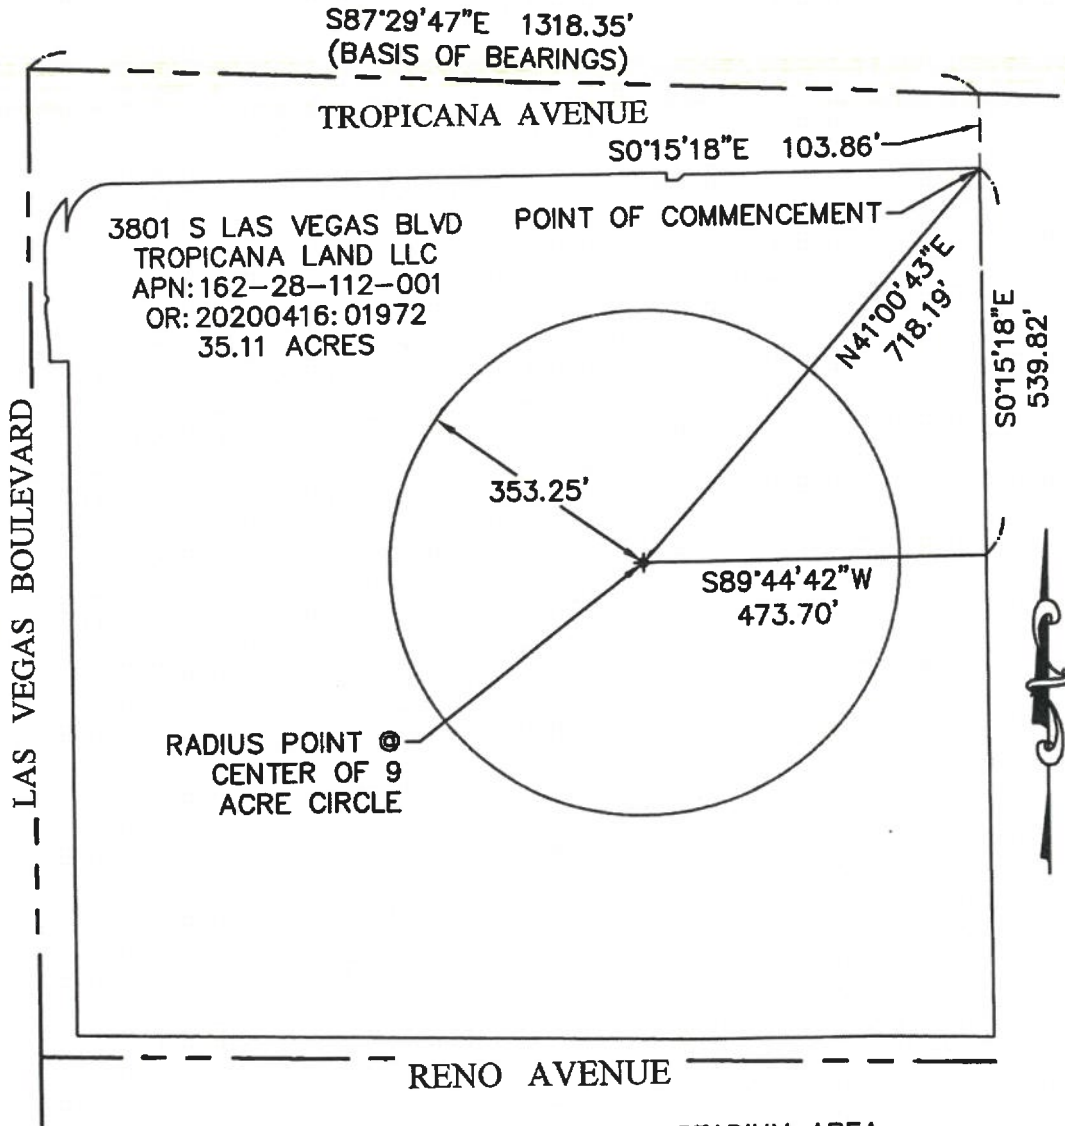 S87°29'47"E 1318.35'
(BASIS OF BEARINGS)
TROPICANA AVENUE
S0°15'18"E 103.86'
POINT OF COMMENCEMENT
3801 S LAS VEGAS BLVD
TROPICANA LAND LLC
APN: 162-28-112-001
OR: 20200416: 01972
35.11 ACRES
N41°00'43"E
718.19'
S0°15'18"E
539.82'
LAS VEGAS BOULEVARD
353.25'
S89°44'42"W
473.70'
RADIUS POINT @
CENTER OF 9
ACRE CIRCLE
RENO AVENUE